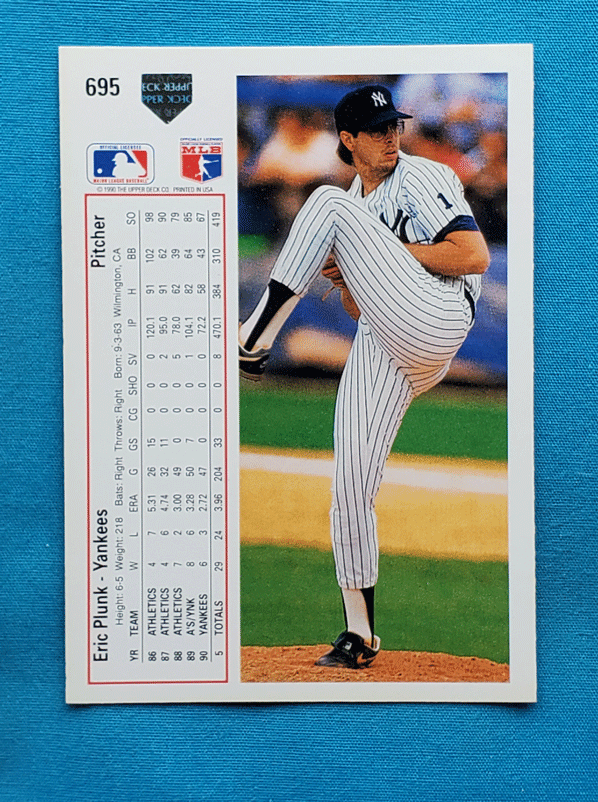 695
ECK UPPER DECK
PPER DECK
OFFICIAL LICENSEE
MAJOR LEAGUE BASEBALL
OFFICIALLY LICENSED
MLB
© 1990 THE UPPER DECK CO. PRINTED IN USA
Eric Plunk - Yankees Pitcher
Height: 6-5 Weight: 218 Bats: Right Throws: Right Born: 9-3-63 Wilmington, CA
YR TEAM W L ERA G GS CG SHO SV IP H BB SO
86 ATHLETICS 4 7 5.31 26 15 0 0 0 120.1 91 102 98
87 ATHLETICS 4 6 4.74 32 11 0 0 2 95.0 91 62 90
88 ATHLETICS 7 2 3.00 49 0 0 0 5 78.0 62 39 79
89 A'S/YNK 8 6 3.28 50 7 0 0 1 104.1 82 64 85
90 YANKEES 6 3 2.72 47 0 0 0 0 72.2 58 43 67
5 TOTALS 29 24 3.96 204 33 0 0 8 470.1 384 310 419
NY
1